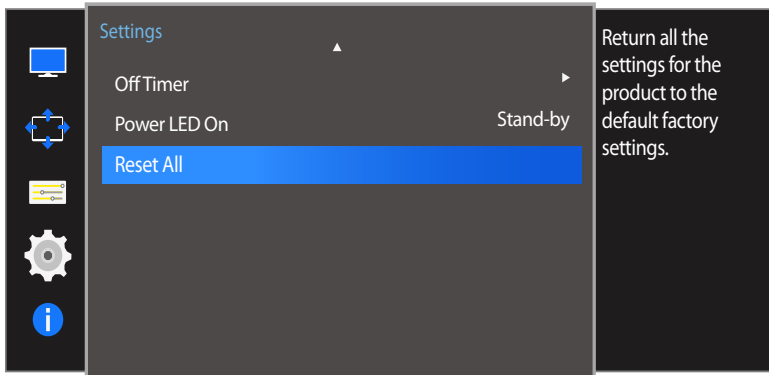 Settings
Off Timer
Power LED On Stand-by
Reset All
Return all the
settings for the
product to the
default factory
settings.